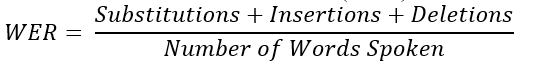 WER = Substitutions + Insertions + Deletions
Number of Words Spoken